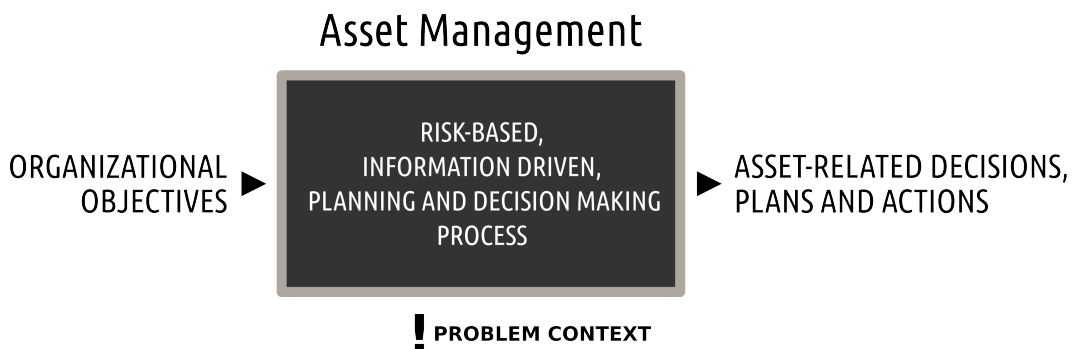 Asset Management
ORGANIZATIONAL
OBJECTIVES
RISK-BASED,
INFORMATION DRIVEN,
PLANNING AND DECISION MAKING
PROCESS
ASSET-RELATED DECISIONS,
PLANS AND ACTIONS
! PROBLEM CONTEXT